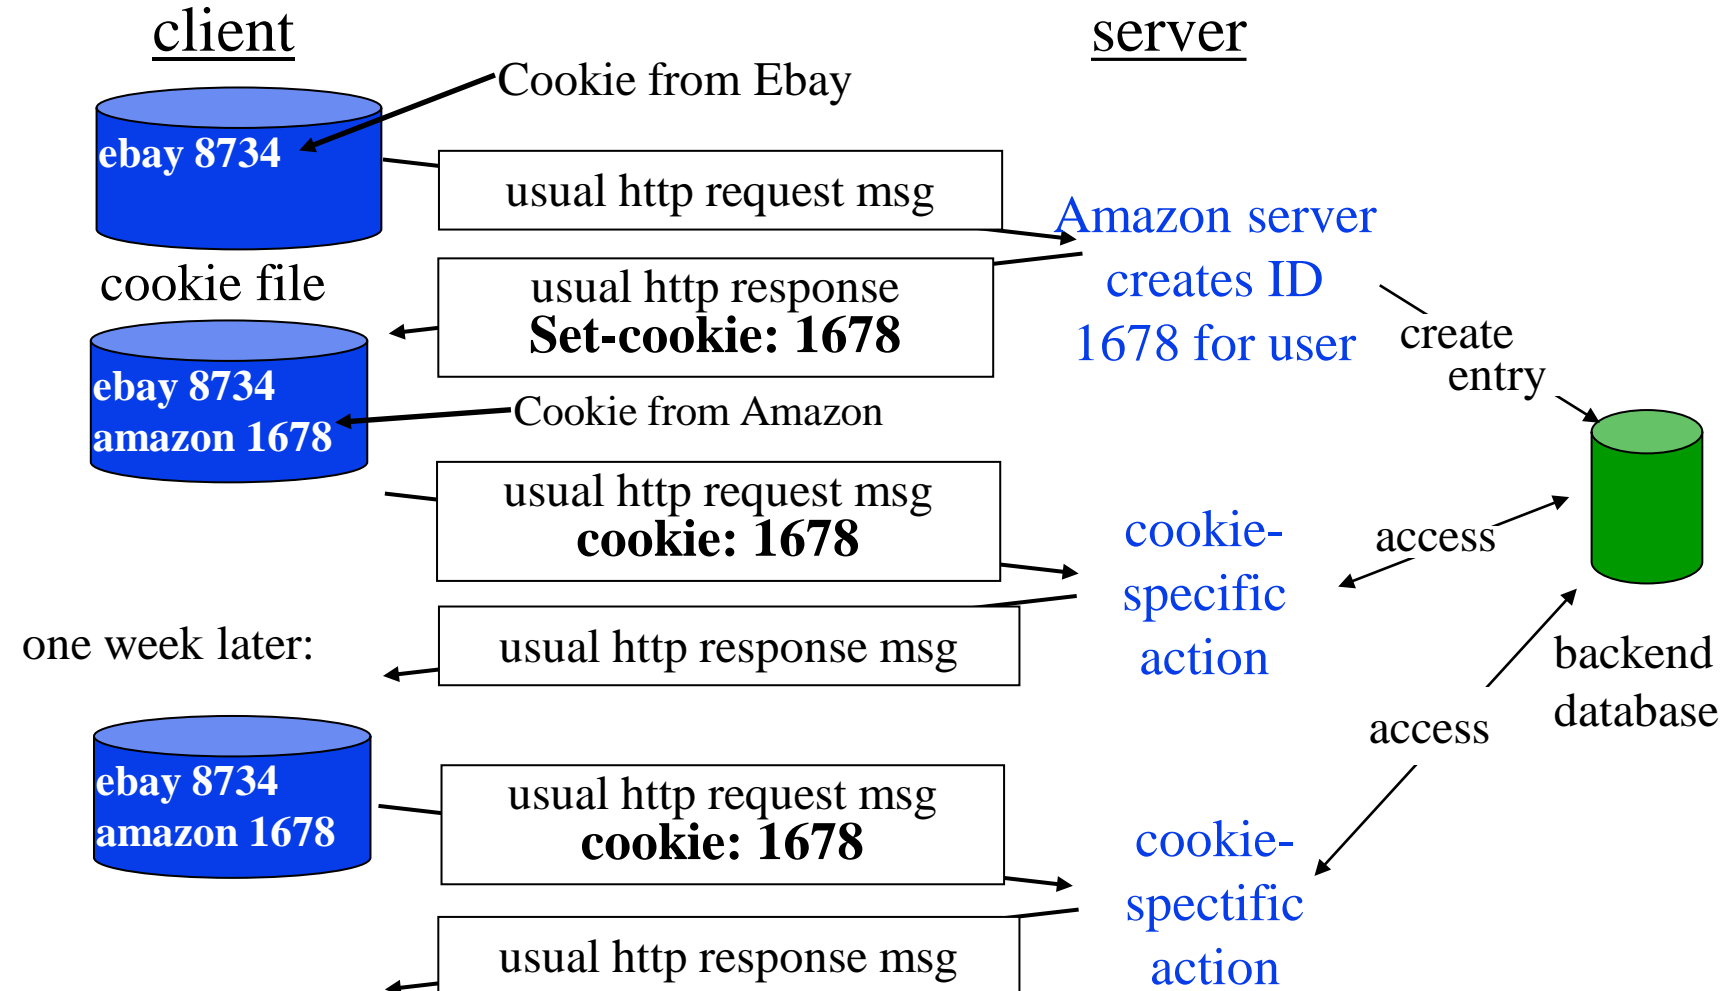 client
server
Cookie from Ebay
ebay 8734
usual http request msg
Amazon server
creates ID
1678 for user
cookie file
usual http response
Set-cookie: 1678
create
entry
ebay 8734
amazon 1678
Cookie from Amazon
usual http request msg
cookie: 1678
cookie-
specific
action
access
one week later:
usual http response msg
backend
database
access
ebay 8734
amazon 1678
usual http request msg
cookie: 1678
cookie-
spectific
action
usual http response msg